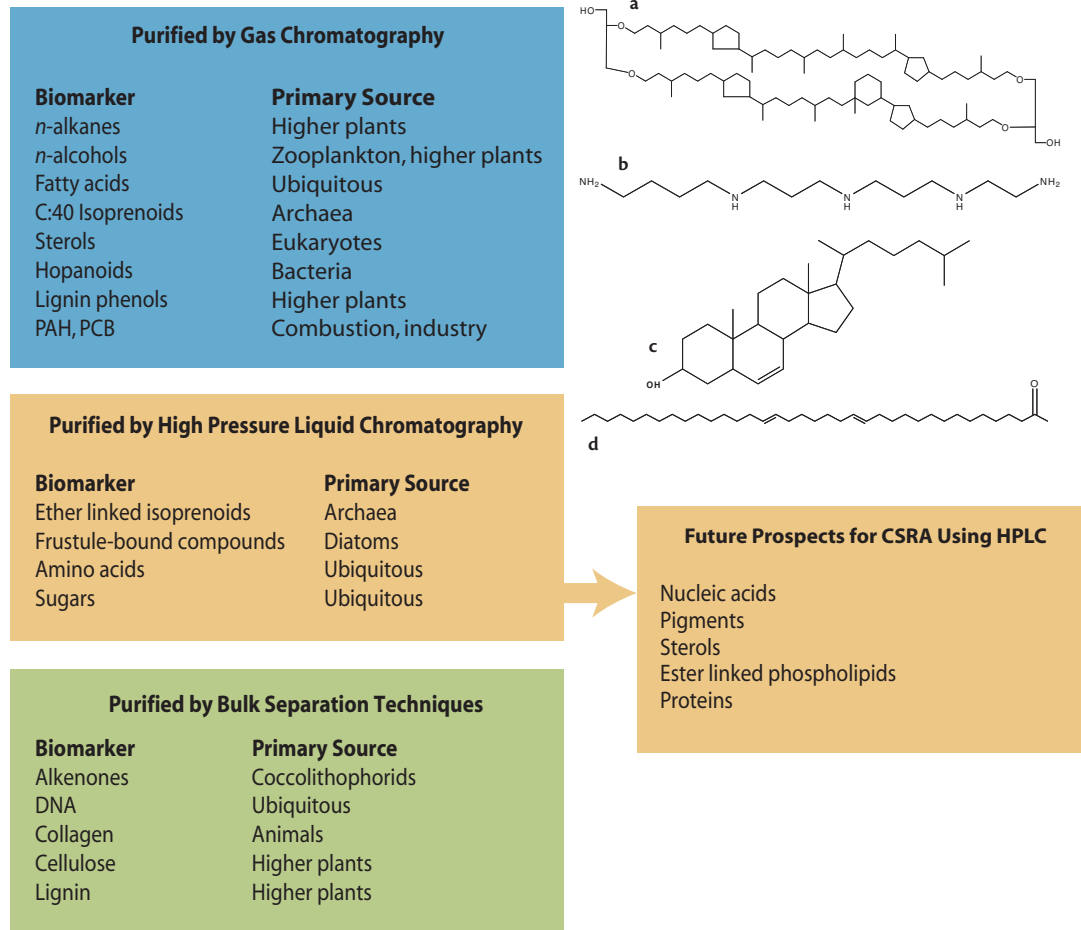 Purified by Gas Chromatography
Biomarker Primary Source
n-alkanes Higher plants
n-alcohols Zooplankton, higher plants
Fatty acids Ubiquitous
C:40 Isoprenoids Archaea
Sterols Eukaryotes
Hopanoids Bacteria
Lignin phenols Higher plants
PAH, PCB Combustion, industry
Purified by High Pressure Liquid Chromatography
Biomarker Primary Source
Ether linked isoprenoids Archaea
Frustule-bound compounds Diatoms
Amino acids Ubiquitous
Sugars Ubiquitous
Purified by Bulk Separation Techniques
Biomarker Primary Source
Alkenones Coccolithophorids
DNA Ubiquitous
Collagen Animals
Cellulose Higher plants
Lignin Higher plants
a
HO
O
O
O
O
OH
b
NH2 N H N H N H NH2
c
OH
O
d
Future Prospects for CSRA Using HPLC
Nucleic acids
Pigments
Sterols
Ester linked phospholipids
Proteins